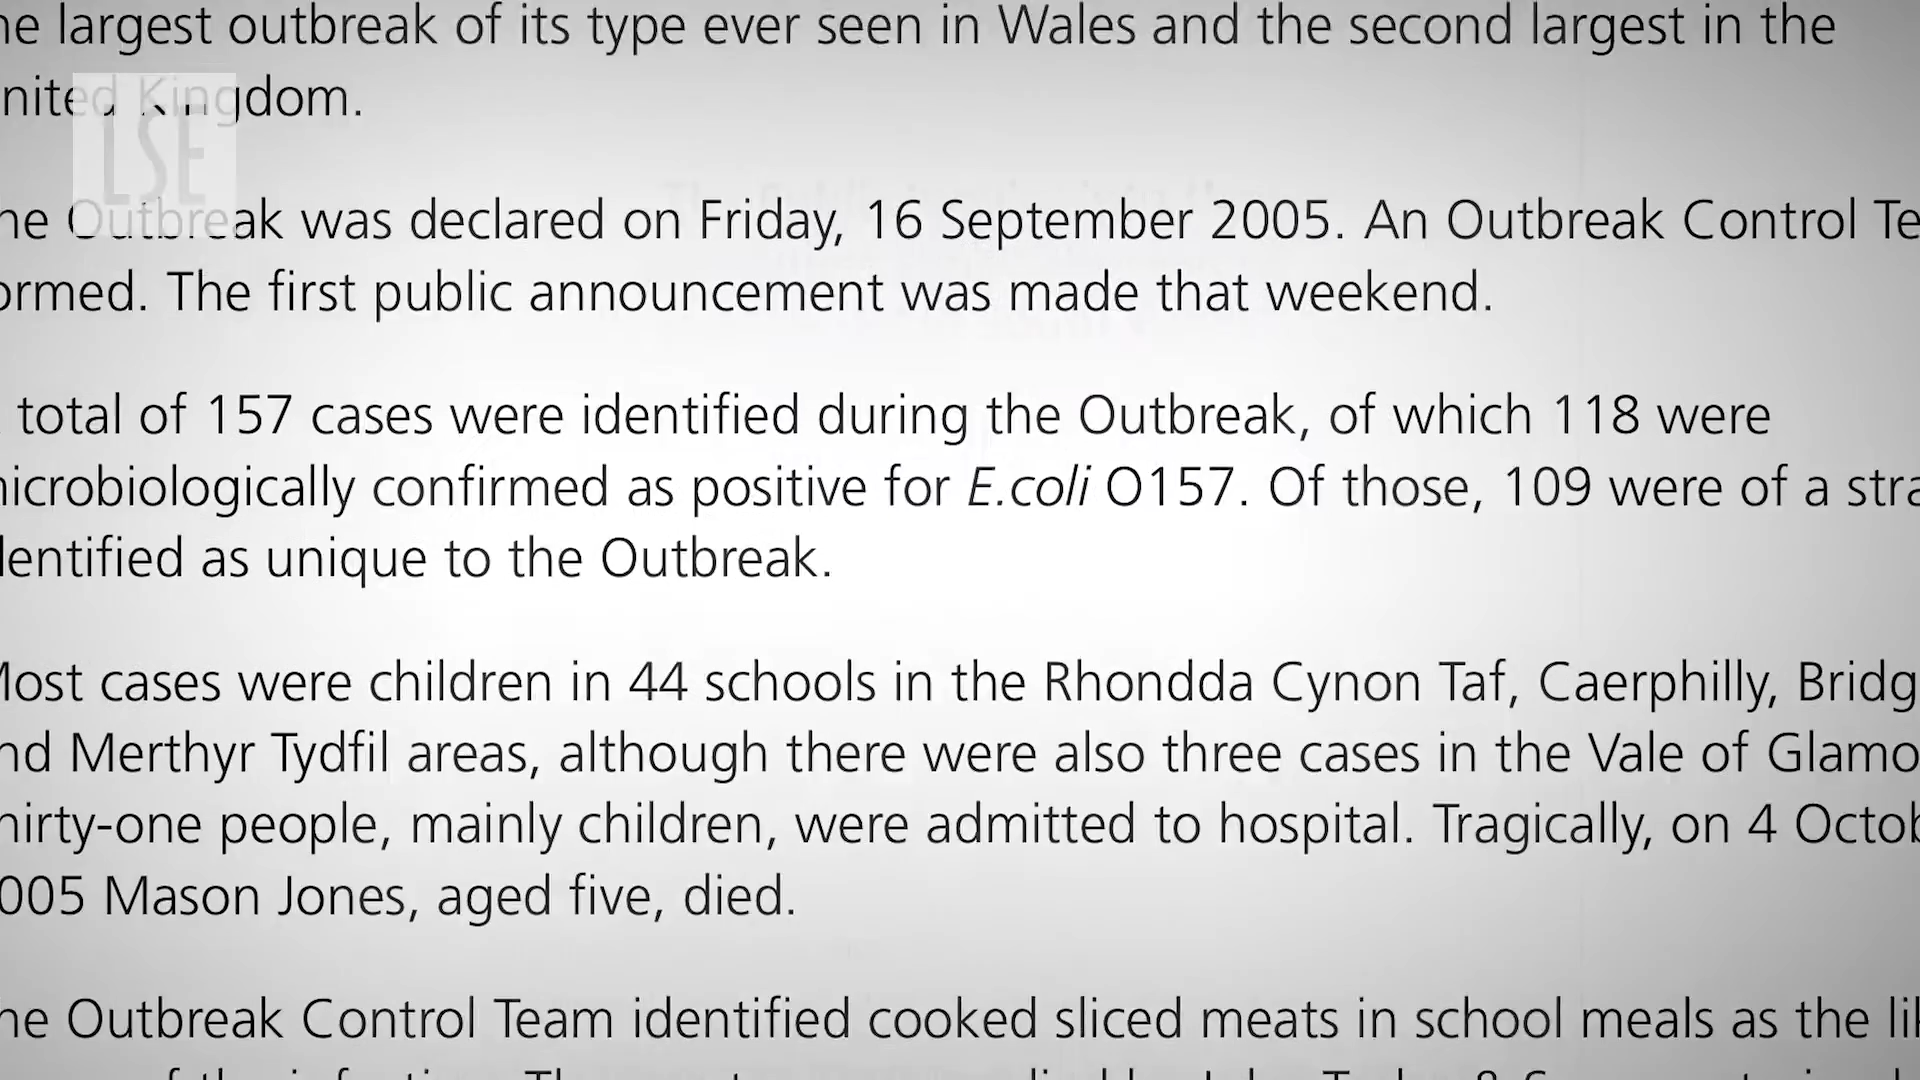 he largest outbreak of its type ever seen in Wales and the second largest in the
nited Kingdom.
LSE
he Outbreak was declared on Friday, 16 September 2005. An Outbreak Control Te
ormed. The first public announcement was made that weekend.
total of 157 cases were identified during the Outbreak, of which 118 were
nicrobiologically confirmed as positive for E.coli O157. Of those, 109 were of a stra
dentified as unique to the Outbreak.
Most cases were children in 44 schools in the Rhondda Cynon Taf, Caerphilly, Bridg
nd Merthyr Tydfil areas, although there were also three cases in the Vale of Glamo
hirty-one people, mainly children, were admitted to hospital. Tragically, on 4 Octob
005 Mason Jones, aged five, died.
he Outbreak Control Team identified cooked sliced meats in school meals as the lik